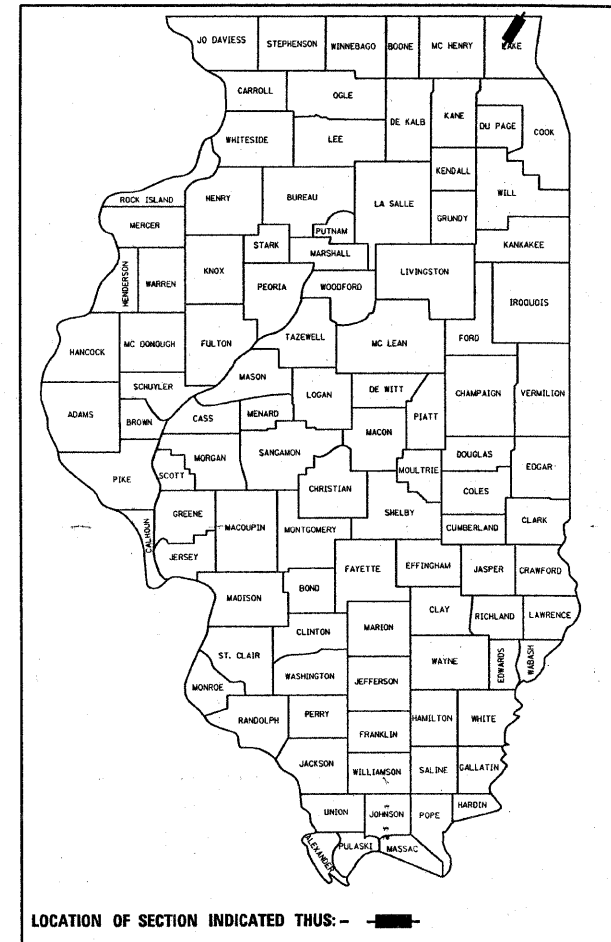 JO DAVIESS STEPHENSON WINNEBAGO BOONE MC HENRY LAKE
CARROLL OGLE DE KALB KANE DU PAGE COOK
WHITESIDE LEE KENDALL WILL
ROCK ISLAND HENRY BUREAU LA SALLE GRUNDY
MERCER PUTNAM KANKAKEE
STARK MARSHALL LIVINGSTON
HENDERSON WARREN KNOX PEORIA WOODFORD IROQUOIS
HANCOCK MC DONOUGH FULTON TAZEWELL MC LEAN FORD
MASON
SCHUYLER LOGAN DE WITT CHAMPAIGN VERMILION
ADAMS BROWN CASS MENARD MACON PIATT
MORGAN SANGAMON DOUGLAS EDGAR
PIKE SCOTT CHRISTIAN MOULTRIE COLES
GREENE MACOUPIN MONTGOMERY SHELBY CUMBERLAND CLARK
CALHOUN JERSEY FAYETTE EFFINGHAM JASPER CRAWFORD
MADISON BOND CLAY RICHLAND LAWRENCE
CLINTON MARION
ST. CLAIR WAYNE EDWARDS WABASH
WASHINGTON JEFFERSON
MONROE
RANDOLPH PERRY HAMILTON WHITE
FRANKLIN
JACKSON WILLIAMSON SALINE GALLATIN
UNION JOHNSON POPE HARDIN
ALEXANDER PULASKI MASSAC
LOCATION OF SECTION INDICATED THUS: -